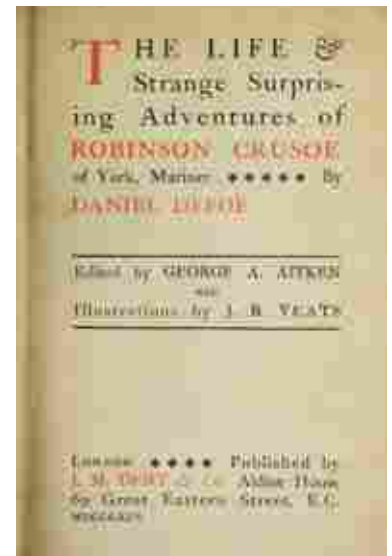 THE LIFE &
Strange Surpris-
ing Adventures of
ROBINSON CRUSOE
of York, Mariner By
DANIEL DEFOE
Edited by GEORGE A. AITKEN
Illustrations by J. B. YEATS
London Published by
J. M. DENT & Co. Aldine House
69 Great Eastern Street, E.C.